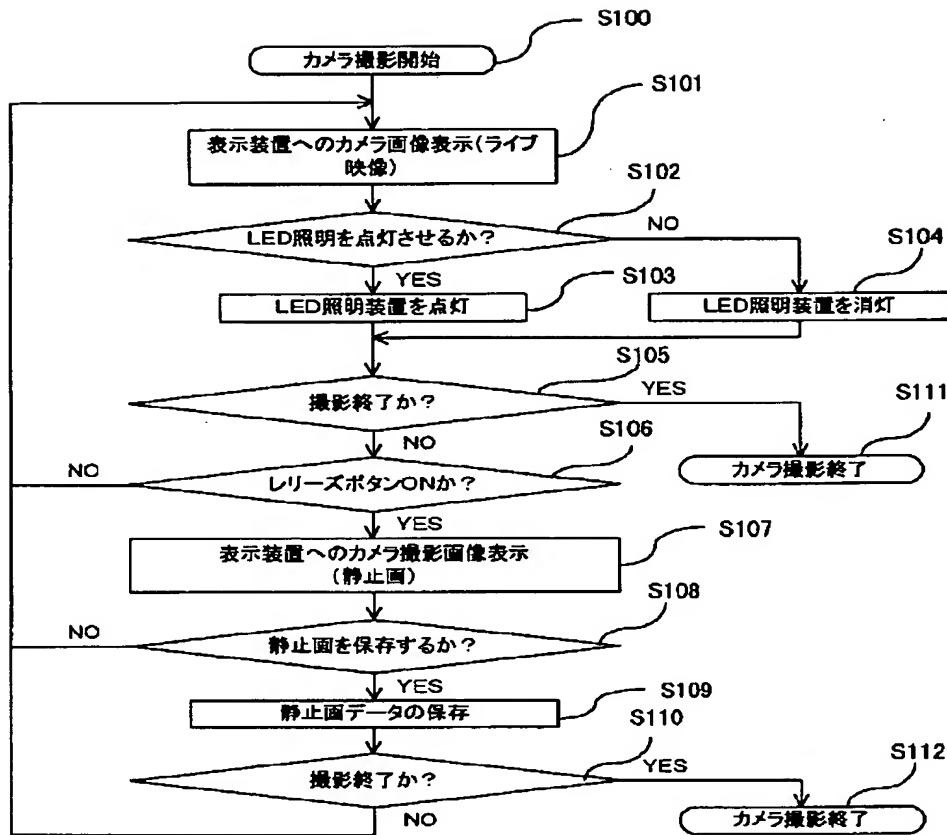 S100
カメラ撮影開始
S101
表示装置へのカメラ画像表示(ライブ
映像)
S102
LED照明を点灯させるか?
NO
S104
YES
S103
LED照明装置を点灯
LED照明装置を消灯
S105
撮影終了か?
YES
S111
NO
S106
カメラ撮影終了
NO
レリーズボタンONか?
YES
S107
表示装置へのカメラ撮影画像表示
(静止画)
S108
NO
静止画を保存するか?
YES
S109
静止画データの保存
S110
撮影終了か?
YES
S112
NO
カメラ撮影終了